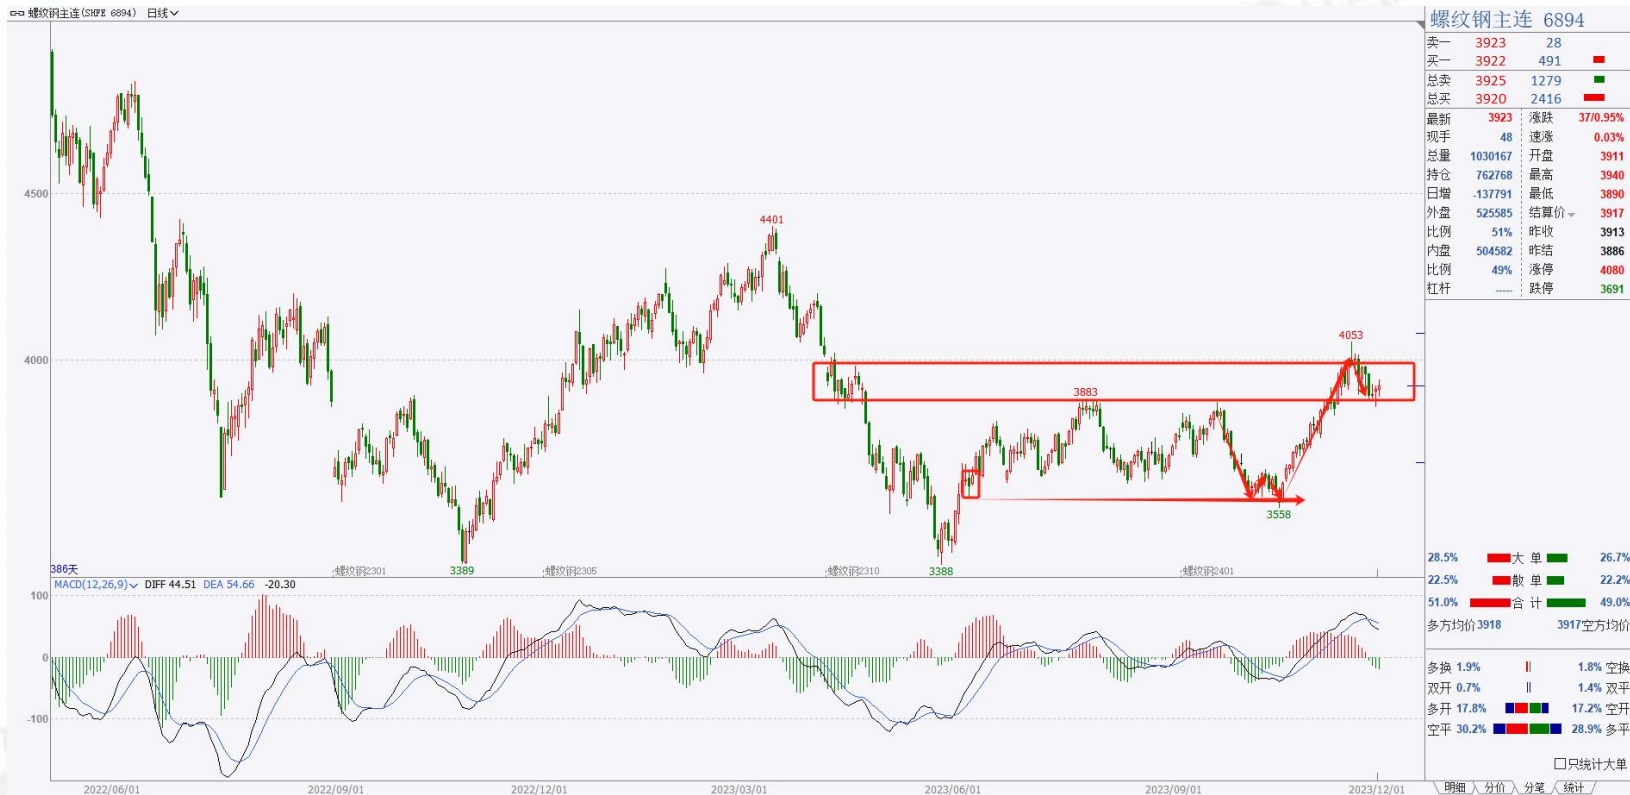 螺纹钢主连(SHFE 6894) 日线
4500
4000
4401
4053
3883
3558
3389
3388
386天
螺纹钢2301
螺纹钢2305
螺纹钢2310
螺纹钢2401
MACD(12,26,9) DIFF 44.51 DEA 54.66 -20.30
100
0
-100
2022/06/01 2022/09/01 2022/12/01 2023/03/01 2023/06/01 2023/09/01 2023/12/01
螺纹钢主连 6894
卖一 3923 28
买一 3922 491
总卖 3925 1279
总买 3920 2416
最新 3923 涨跌 37/0.95%
现手 48 速涨 0.03%
总量 1030167 开盘 3911
持仓 762768 最高 3940
日增 -137791 最低 3890
外盘 525585 结算价 3917
比例 51% 昨收 3913
内盘 504582 昨结 3886
比例 49% 涨停 4080
杠杆 ----- 跌停 3691
28.5% 大 单 26.7%
22.5% 散 单 22.2%
51.0% 合 计 49.0%
多方均价 3918 3917 空方均价
多换 1.9% 1.8% 空换
双开 0.7% 1.4% 双平
多开 17.8% 17.2% 空开
空平 30.2% 28.9% 多平
只统计大单
明细 分价 分笔 统计